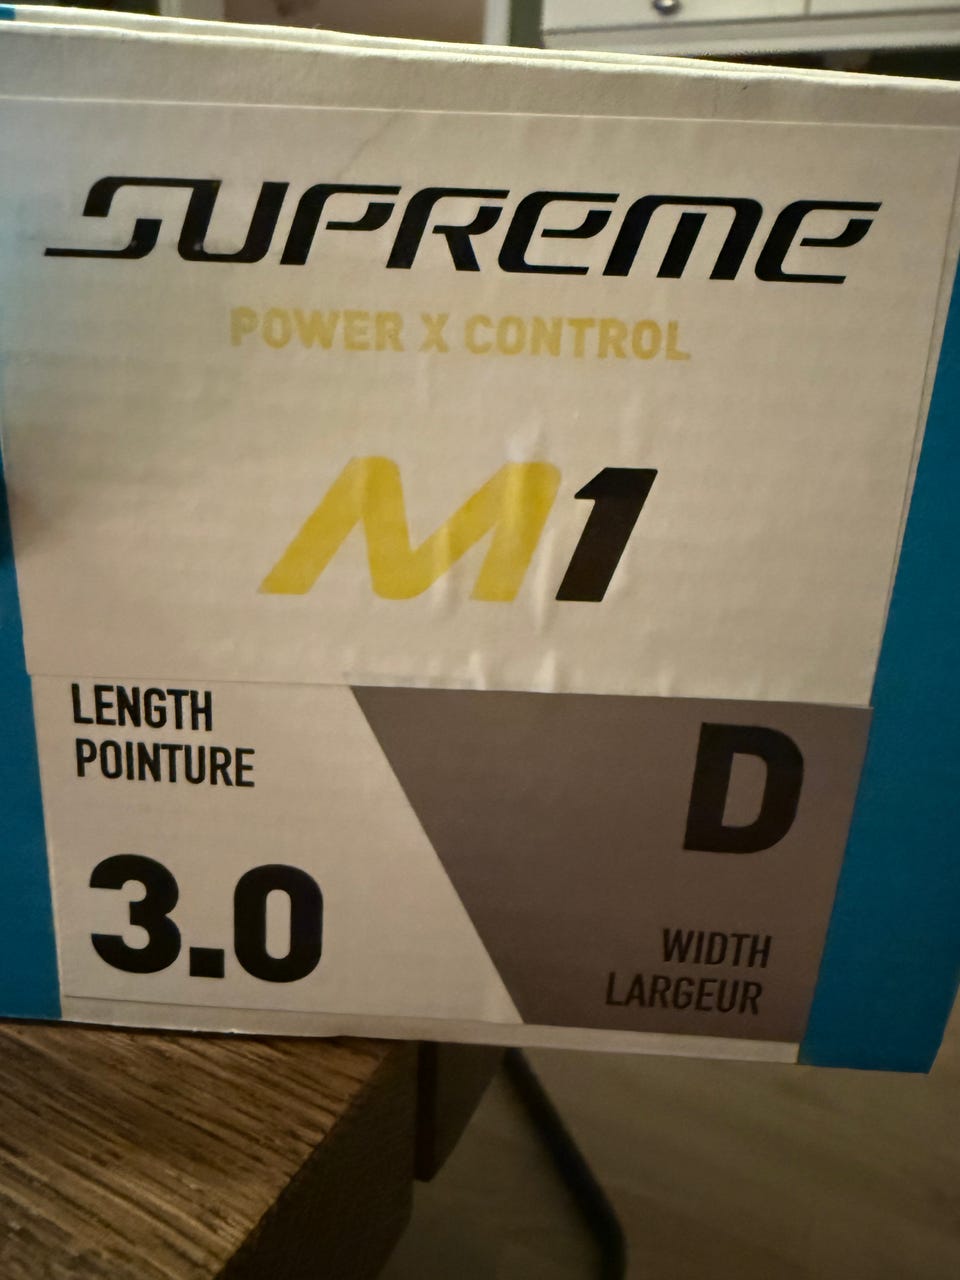 SUPREME
POWER X CONTROL
M1
LENGTH
POINTURE
3.0
D
WIDTH
LARGEUR